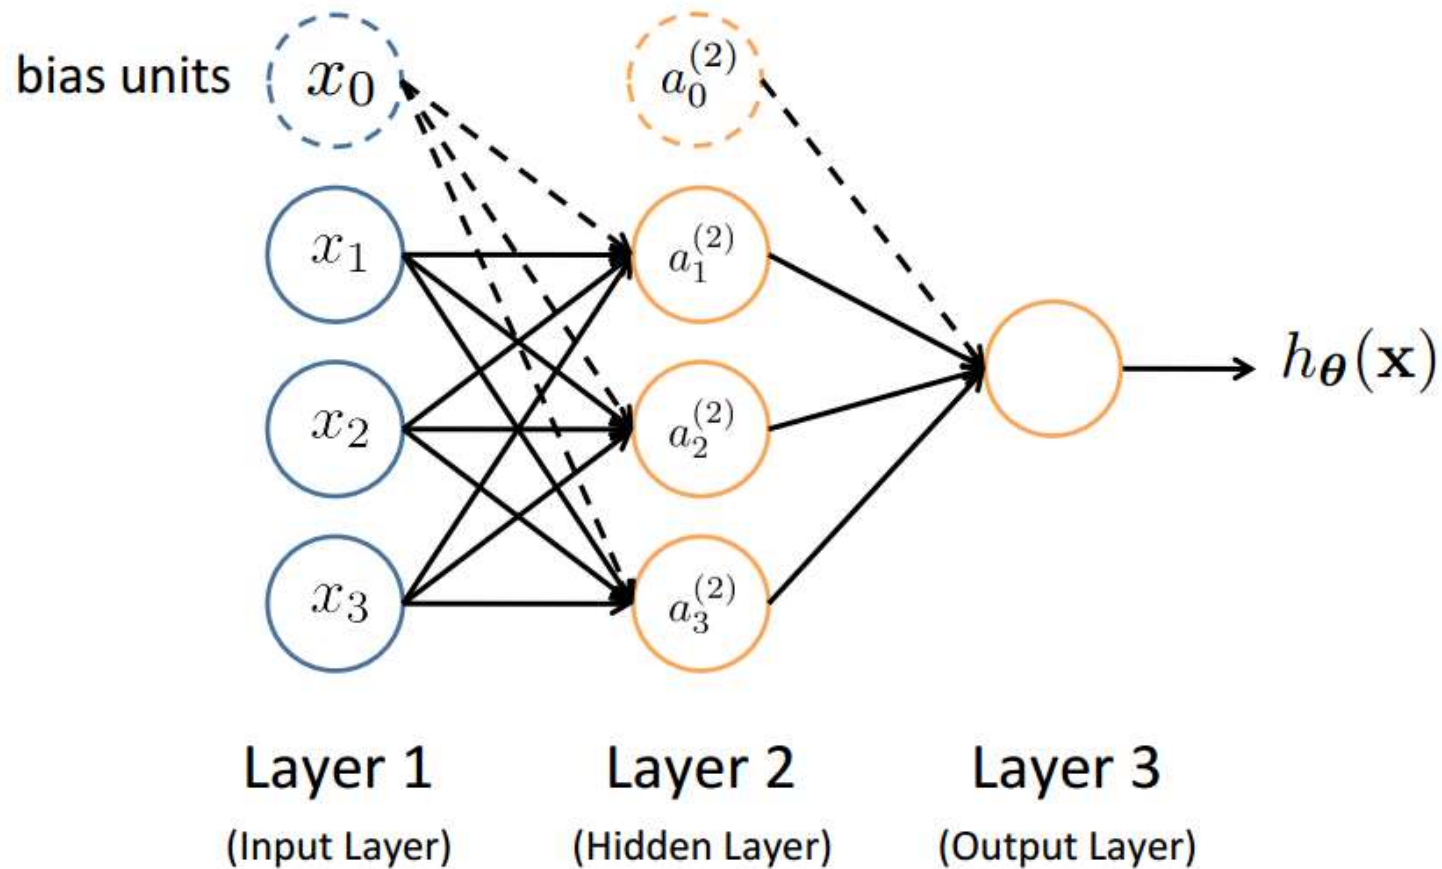 bias units
x₀
a₀⁽²⁾
x₁
a₁⁽²⁾
x₂
a₂⁽²⁾
x₃
a₃⁽²⁾
h_θ(x)
Layer 1
Layer 2
Layer 3
(Input Layer)
(Hidden Layer)
(Output Layer)